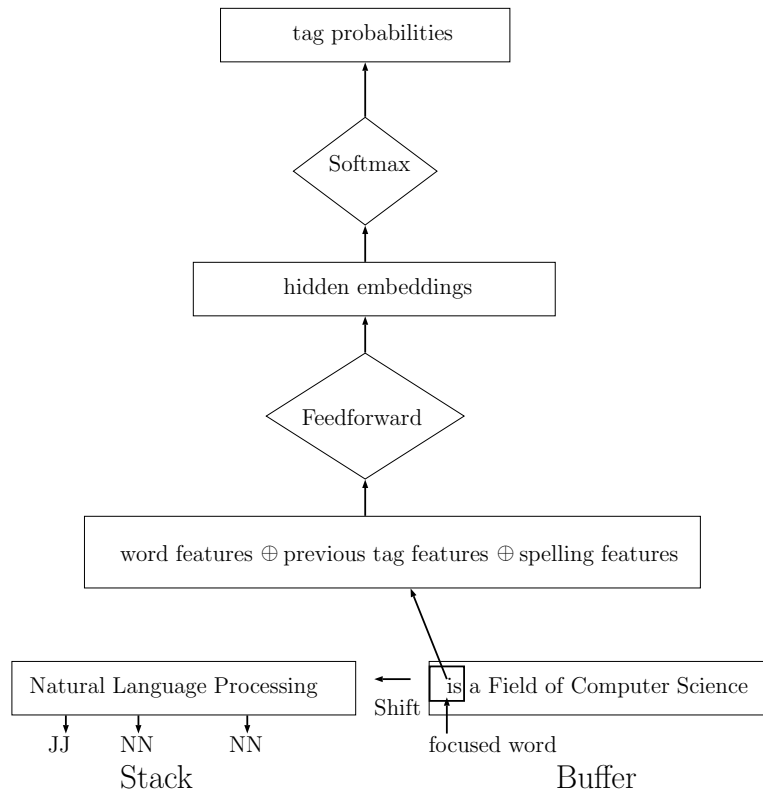 tag probabilities
Softmax
hidden embeddings
Feedforward
word features ⊕ previous tag features ⊕ spelling features
Natural Language Processing
is a Field of Computer Science
Shift
JJ NN NN
focused word
Stack
Buffer